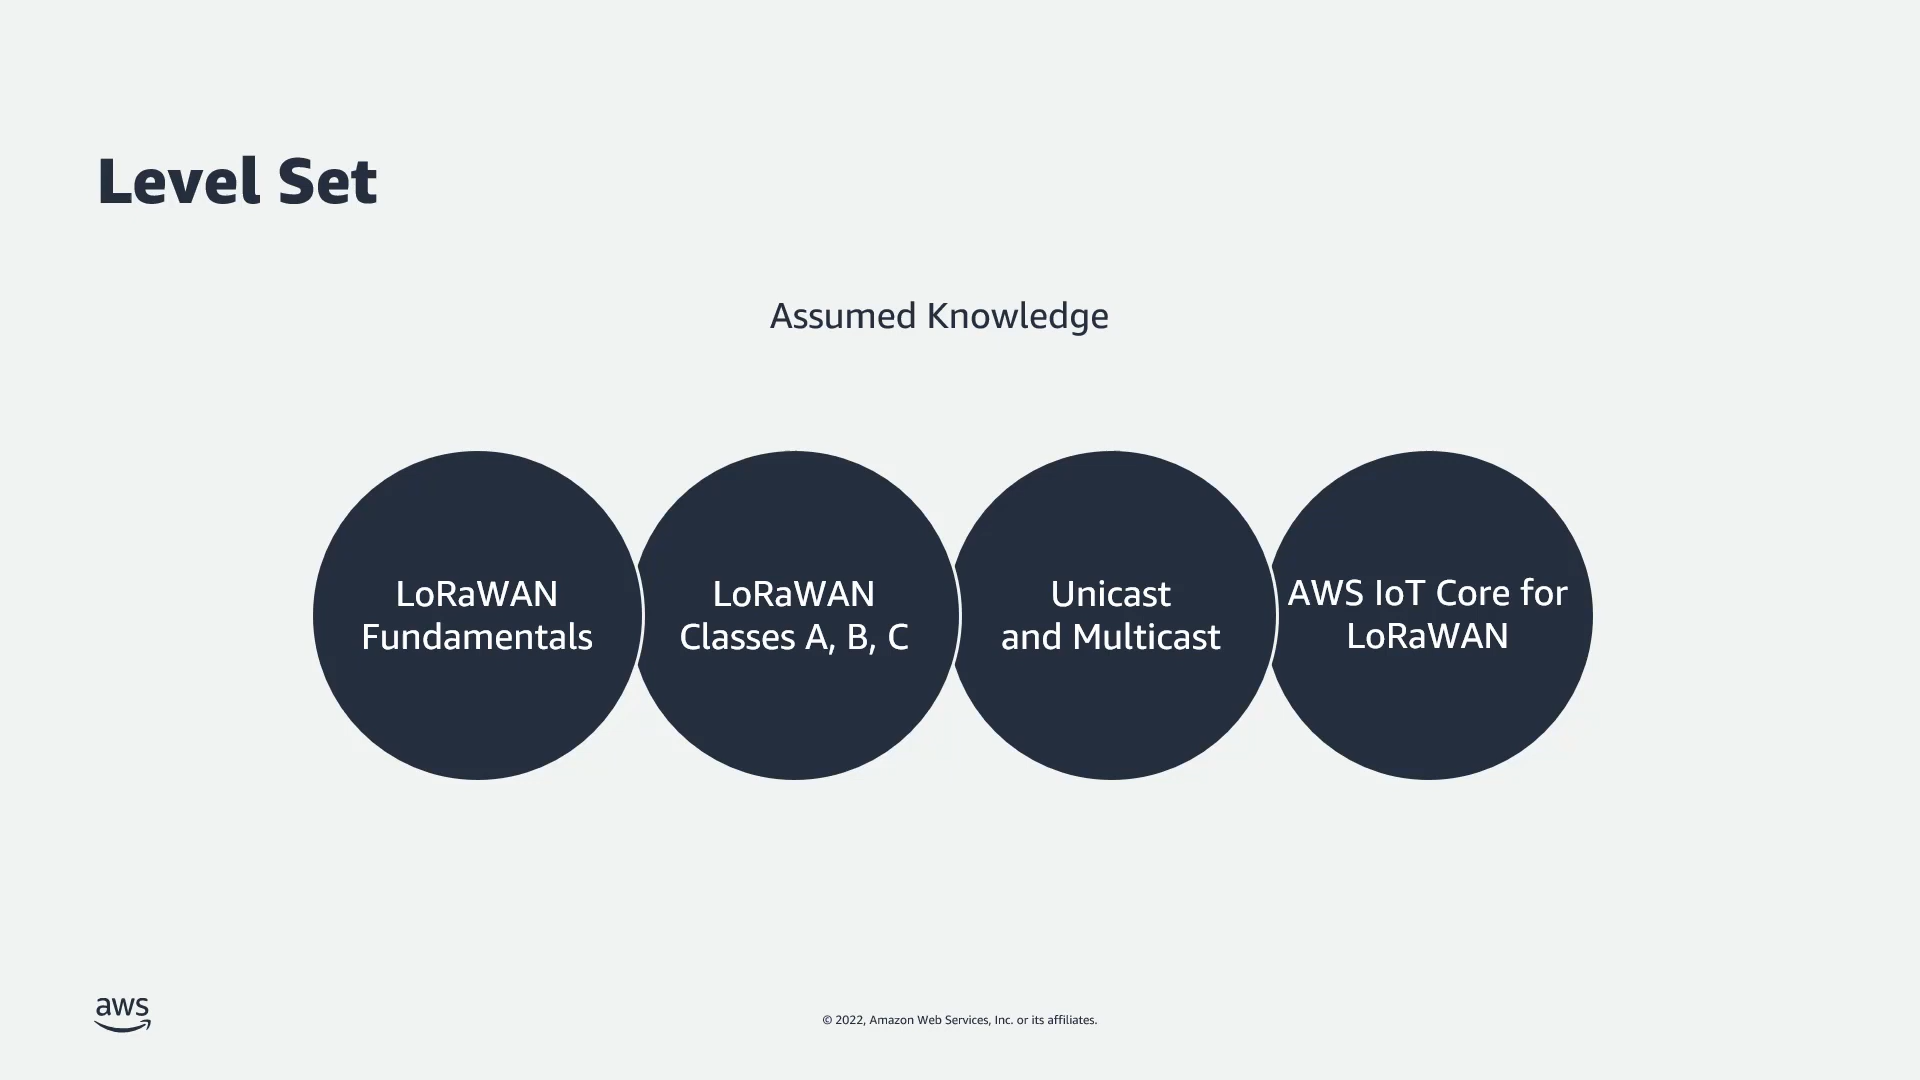 Level Set
Assumed Knowledge
LoRaWAN
Fundamentals
LoRaWAN
Classes A, B, C
Unicast
and Multicast
AWS IoT Core for
LoRaWAN
aws
© 2022, Amazon Web Services, Inc. or its affiliates.